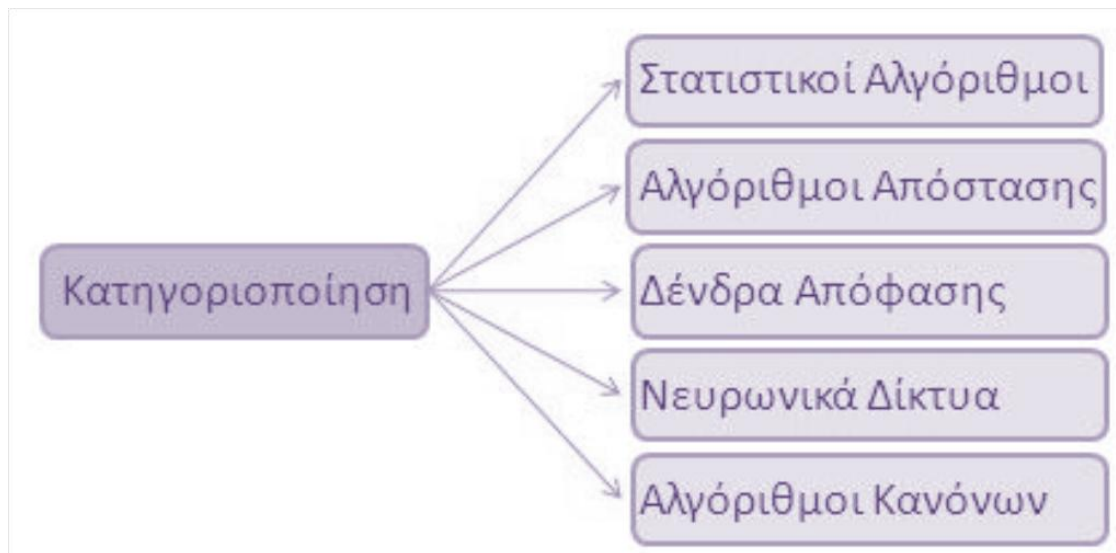 Κατηγοριοποίηση
Στατιστικοί Αλγόριθμοι
Αλγόριθμοι Απόστασης
Δένδρα Απόφασης
Νευρωνικά Δίκτυα
Αλγόριθμοι Κανόνων